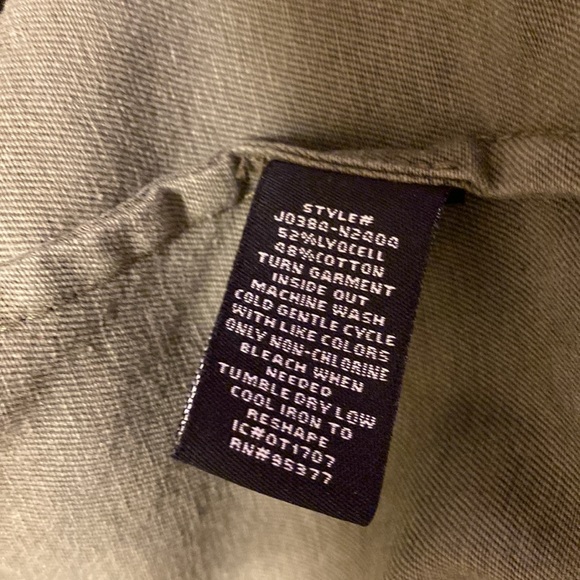 STYLE#
J0384-N2404
52%LYOCELL
48%COTTON
TURN GARMENT
INSIDE OUT
MACHINE WASH
COLD GENTLE CYCLE
WITH LIKE COLORS
ONLY NON-CHLORINE
BLEACH WHEN
NEEDED
TUMBLE DRY LOW
COOL IRON TO
RESHAPE
IC#OT1707
RN#95377